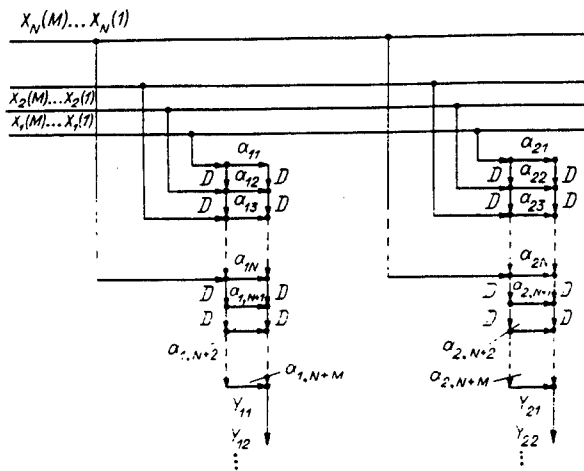 X_N(M)...X_N(1)
X_2(M)...X_2(1)
X_1(M)...X_1(1)
a_11 a_21
D a_12 D D a_22 D
D a_13 D D a_23 D
a_1N a_2N
D a_1,N+1 D D a_2,N+1 D
D D D D
a_1,N+2 a_2,N+2
a_1,N+M a_2,N+M
Y_11 Y_21
Y_12 Y_22
⋮ ⋮